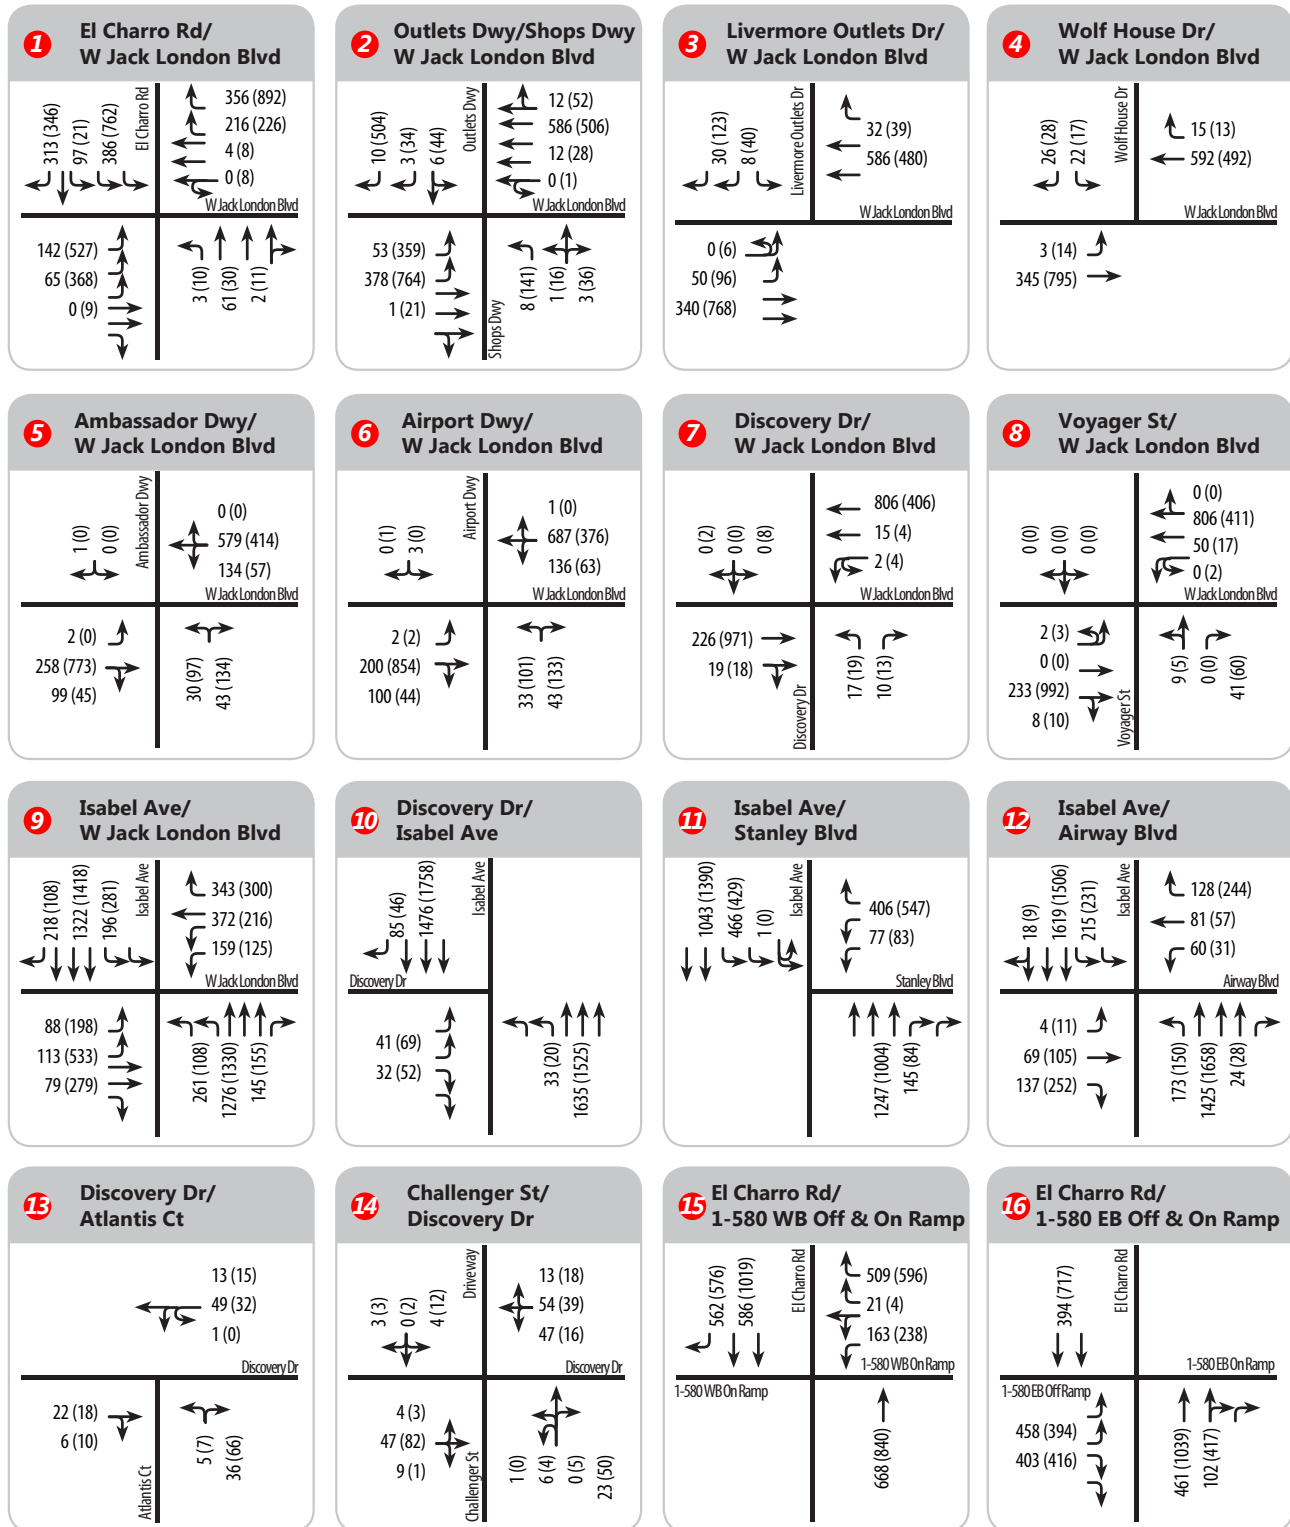 1
El Charro Rd/
W Jack London Blvd
313 (346)
97 (21)
386 (762)
El Charro Rd
356 (892)
216 (226)
4 (8)
0 (8)
W Jack London Blvd
142 (527)
65 (368)
0 (9)
3 (10)
61 (30)
2 (11)
2
Outlets Dwy/Shops Dwy
W Jack London Blvd
10 (504)
3 (34)
6 (44)
Outlets Dwy
12 (52)
586 (506)
12 (28)
0 (1)
W Jack London Blvd
53 (359)
378 (764)
1 (21)
Shops Dwy
8 (141)
1 (16)
3 (36)
3
Livermore Outlets Dr/
W Jack London Blvd
30 (123)
8 (40)
Livermore Outlets Dr
32 (39)
586 (480)
W Jack London Blvd
0 (6)
50 (96)
340 (768)
4
Wolf House Dr/
W Jack London Blvd
26 (28)
22 (17)
Wolf House Dr
15 (13)
592 (492)
W Jack London Blvd
3 (14)
345 (795)
5
Ambassador Dwy/
W Jack London Blvd
1 (0)
0 (0)
Ambassador Dwy
0 (0)
579 (414)
134 (57)
W Jack London Blvd
2 (0)
258 (773)
99 (45)
30 (97)
43 (134)
6
Airport Dwy/
W Jack London Blvd
0 (1)
3 (0)
Airport Dwy
1 (0)
687 (376)
136 (63)
W Jack London Blvd
2 (2)
200 (854)
100 (44)
33 (101)
43 (133)
7
Discovery Dr/
W Jack London Blvd
0 (2)
0 (0)
0 (8)
806 (406)
15 (4)
2 (4)
W Jack London Blvd
226 (971)
19 (18)
Discovery Dr
17 (19)
10 (13)
8
Voyager St/
W Jack London Blvd
0 (0)
0 (0)
0 (0)
0 (0)
806 (411)
50 (17)
0 (2)
W Jack London Blvd
2 (3)
0 (0)
233 (992)
8 (10)
Voyager St
9 (5)
0 (0)
41 (60)
9
Isabel Ave/
W Jack London Blvd
218 (108)
1322 (1418)
196 (281)
Isabel Ave
343 (300)
372 (216)
159 (125)
W Jack London Blvd
88 (198)
113 (533)
79 (279)
261 (108)
1276 (1330)
145 (155)
10
Discovery Dr/
Isabel Ave
85 (46)
1476 (1758)
Isabel Ave
Discovery Dr
41 (69)
32 (52)
33 (20)
1635 (1525)
11
Isabel Ave/
Stanley Blvd
1043 (1390)
466 (429)
1 (0)
Isabel Ave
406 (547)
77 (83)
Stanley Blvd
1247 (1004)
145 (84)
12
Isabel Ave/
Airway Blvd
18 (9)
1619 (1506)
215 (231)
Isabel Ave
128 (244)
81 (57)
60 (31)
Airway Blvd
4 (11)
69 (105)
137 (252)
173 (150)
1425 (1658)
24 (28)
13
Discovery Dr/
Atlantis Ct
13 (15)
49 (32)
1 (0)
Discovery Dr
22 (18)
6 (10)
Atlantis Ct
5 (7)
36 (66)
14
Challenger St/
Discovery Dr
3 (3)
0 (2)
4 (12)
Driveway
13 (18)
54 (39)
47 (16)
Discovery Dr
4 (3)
47 (82)
9 (1)
Challenger St
1 (0)
6 (4)
0 (5)
23 (50)
15
El Charro Rd/
1-580 WB Off & On Ramp
562 (576)
586 (1019)
El Charro Rd
509 (596)
21 (4)
163 (238)
1-580 WB On Ramp
1-580 WB On Ramp
668 (840)
16
El Charro Rd/
1-580 EB Off & On Ramp
394 (717)
El Charro Rd
1-580 EB On Ramp
1-580 EB Off Ramp
458 (394)
403 (416)
461 (1039)
102 (417)